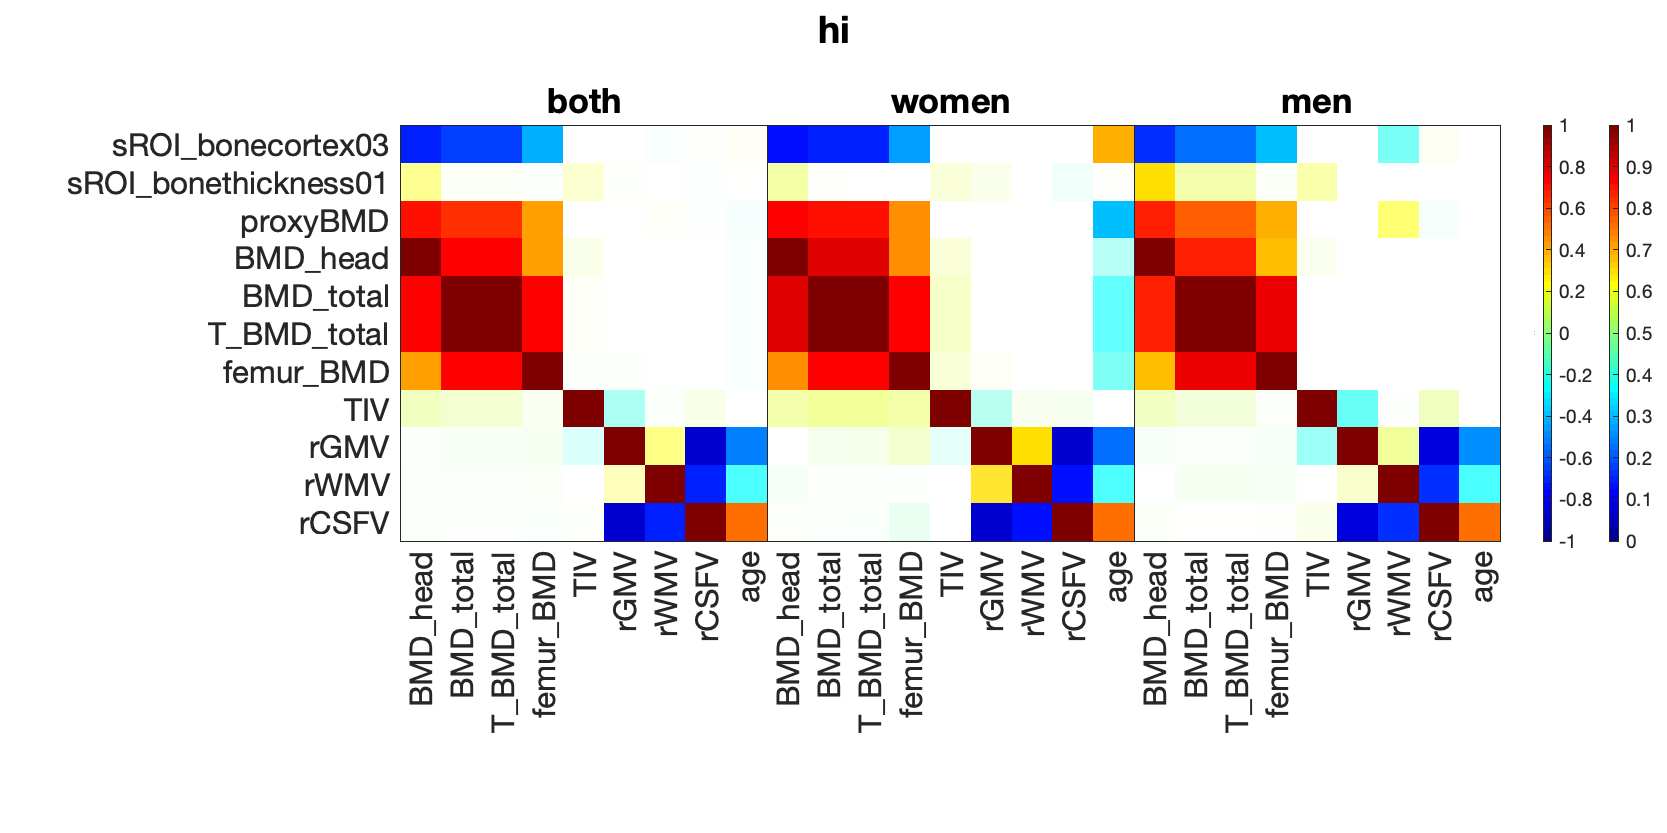 hi
both women men
sROI_bonecortex03
sROI_bonethickness01
proxyBMD
BMD_head
BMD_total
T_BMD_total
femur_BMD
TIV
rGMV
rWMV
rCSFV
BMD_head BMD_total T_BMD_total femur_BMD TIV rGMV rWMV rCSFV age BMD_head BMD_total T_BMD_total femur_BMD TIV rGMV rWMV rCSFV age BMD_head BMD_total T_BMD_total femur_BMD TIV rGMV rWMV rCSFV age
1 1
0.8 0.9
0.6 0.8
0.4 0.7
0.2 0.6
0 0.5
-0.2 0.4
-0.4 0.3
-0.6 0.2
-0.8 0.1
-1 0